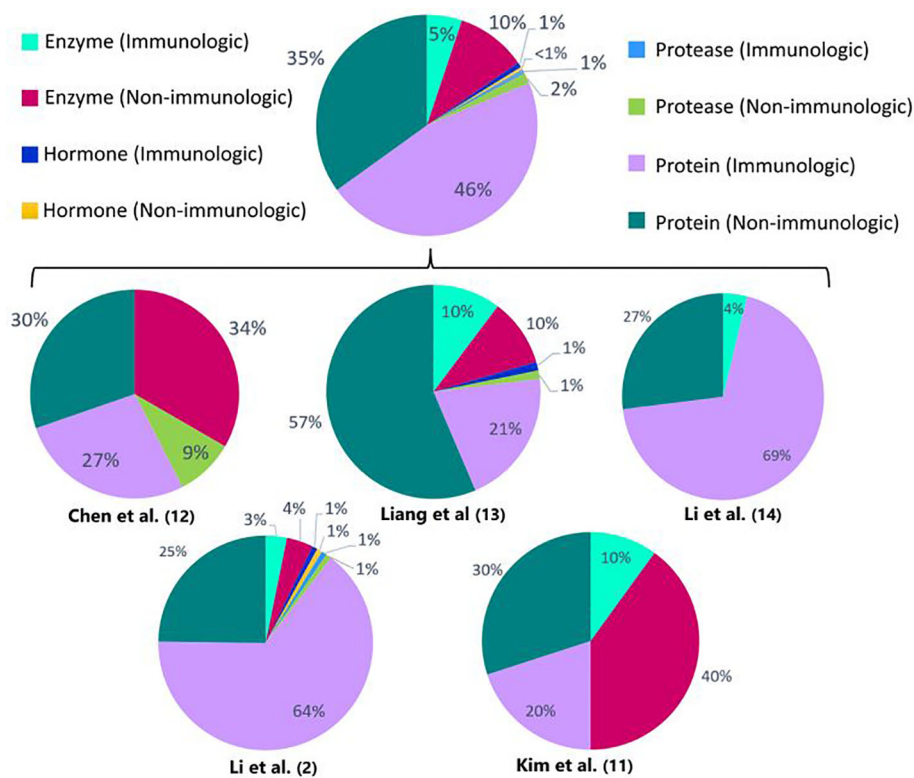 Enzyme (Immunologic)
Enzyme (Non-immunologic)
Hormone (Immunologic)
Hormone (Non-immunologic)
35%
5%
10%
1%
<1%
1%
2%
46%
Protease (Immunologic)
Protease (Non-immunologic)
Protein (Immunologic)
Protein (Non-immunologic)
30%
34%
27%
9%
Chen et al. (12)
10%
10%
1%
1%
57%
21%
Liang et al (13)
27%
4%
69%
Li et al. (14)
25%
3%
4%
1%
1%
1%
1%
64%
Li et al. (2)
30%
10%
40%
20%
Kim et al. (11)